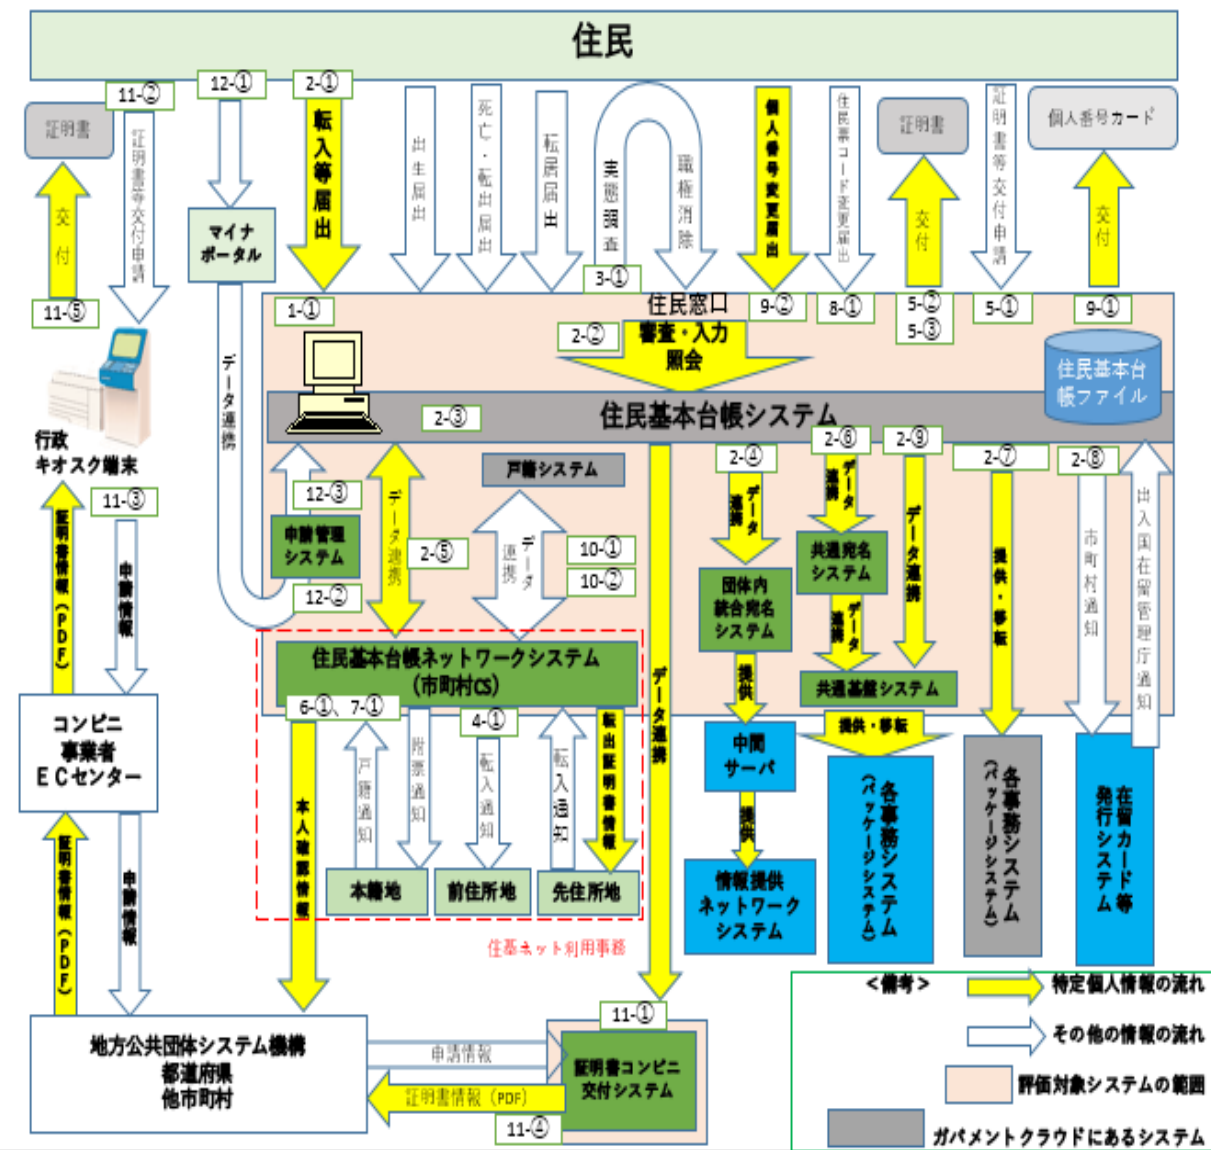 住民
11-②
12-①
2-①
証明書
証明書等交付申請
転入等届出
出生届出
死亡・転出届出
転居届出
実態調査
職権消除
個人番号変更届出
住民票コード変更届出
証明書
証明書等交付申請
個人番号カード
交付
マイナ
ポータル
交付
交付
11-⑤
1-①
3-①
住民窓口
9-②
8-①
5-②
5-③
5-①
9-①
2-②
審査・入力
照会
データ連携
住民基本台
帳ファイル
行政
キオスク端末
2-③
住民基本台帳システム
戸籍システム
2-④
2-⑥
2-⑨
2-⑦
2-⑧
11-③
12-③
申請管理
システム
12-②
データ連携
2-⑤
データ
連携
10-①
10-②
データ
連携
データ
連携
共通宛名
システム
データ連携
提供・移転
市町村通知
出入国在留管理庁通知
証明書情報（PDF）
申請情報
団体内
統合宛名
システム
データ
連携
住民基本台帳ネットワークシステム
（市町村CS）
データ連携
提供
共通基盤システム
6-①、7-①
4-①
コンビニ
事業者
ECセンター
本人確認情報
戸籍通知
附票通知
転入通知
転入通知
転出証明書情報
中間
サーバ
提供・移転
各事務システム
（パッケージシステム）
各事務システム
（パッケージシステム）
在留カード等
発行システム
提供
証明書情報（PDF）
申請情報
本籍地
前住所地
先住所地
情報提供
ネットワーク
システム
住基ネット利用事務
＜備考＞
特定個人情報の流れ
その他の情報の流れ
評価対象システムの範囲
ガバメントクラウドにあるシステム
地方公共団体システム機構
都道府県
他市町村
申請情報
証明書情報（PDF）
11-④
11-①
証明書コンビニ
交付システム